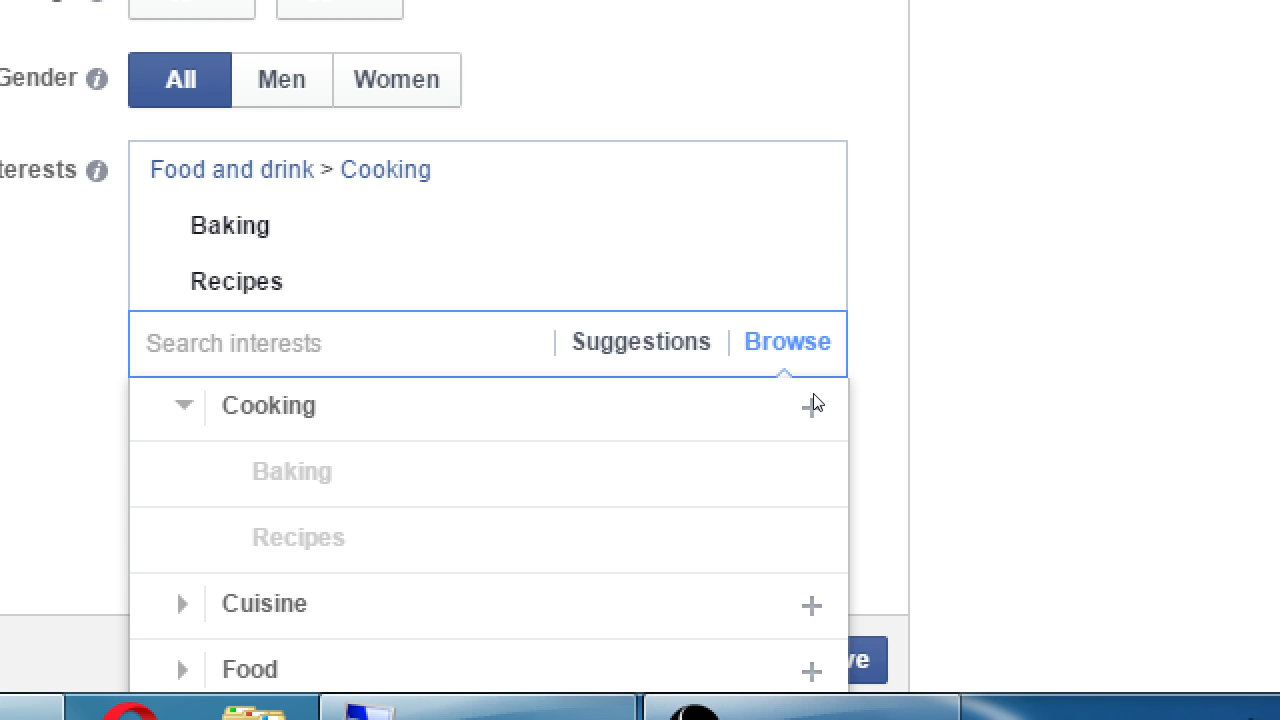 Gender
All Men Women
terests
Food and drink > Cooking
Baking
Recipes
Search interests | Suggestions | Browse
Cooking
Baking
Recipes
Cuisine
Food
ve